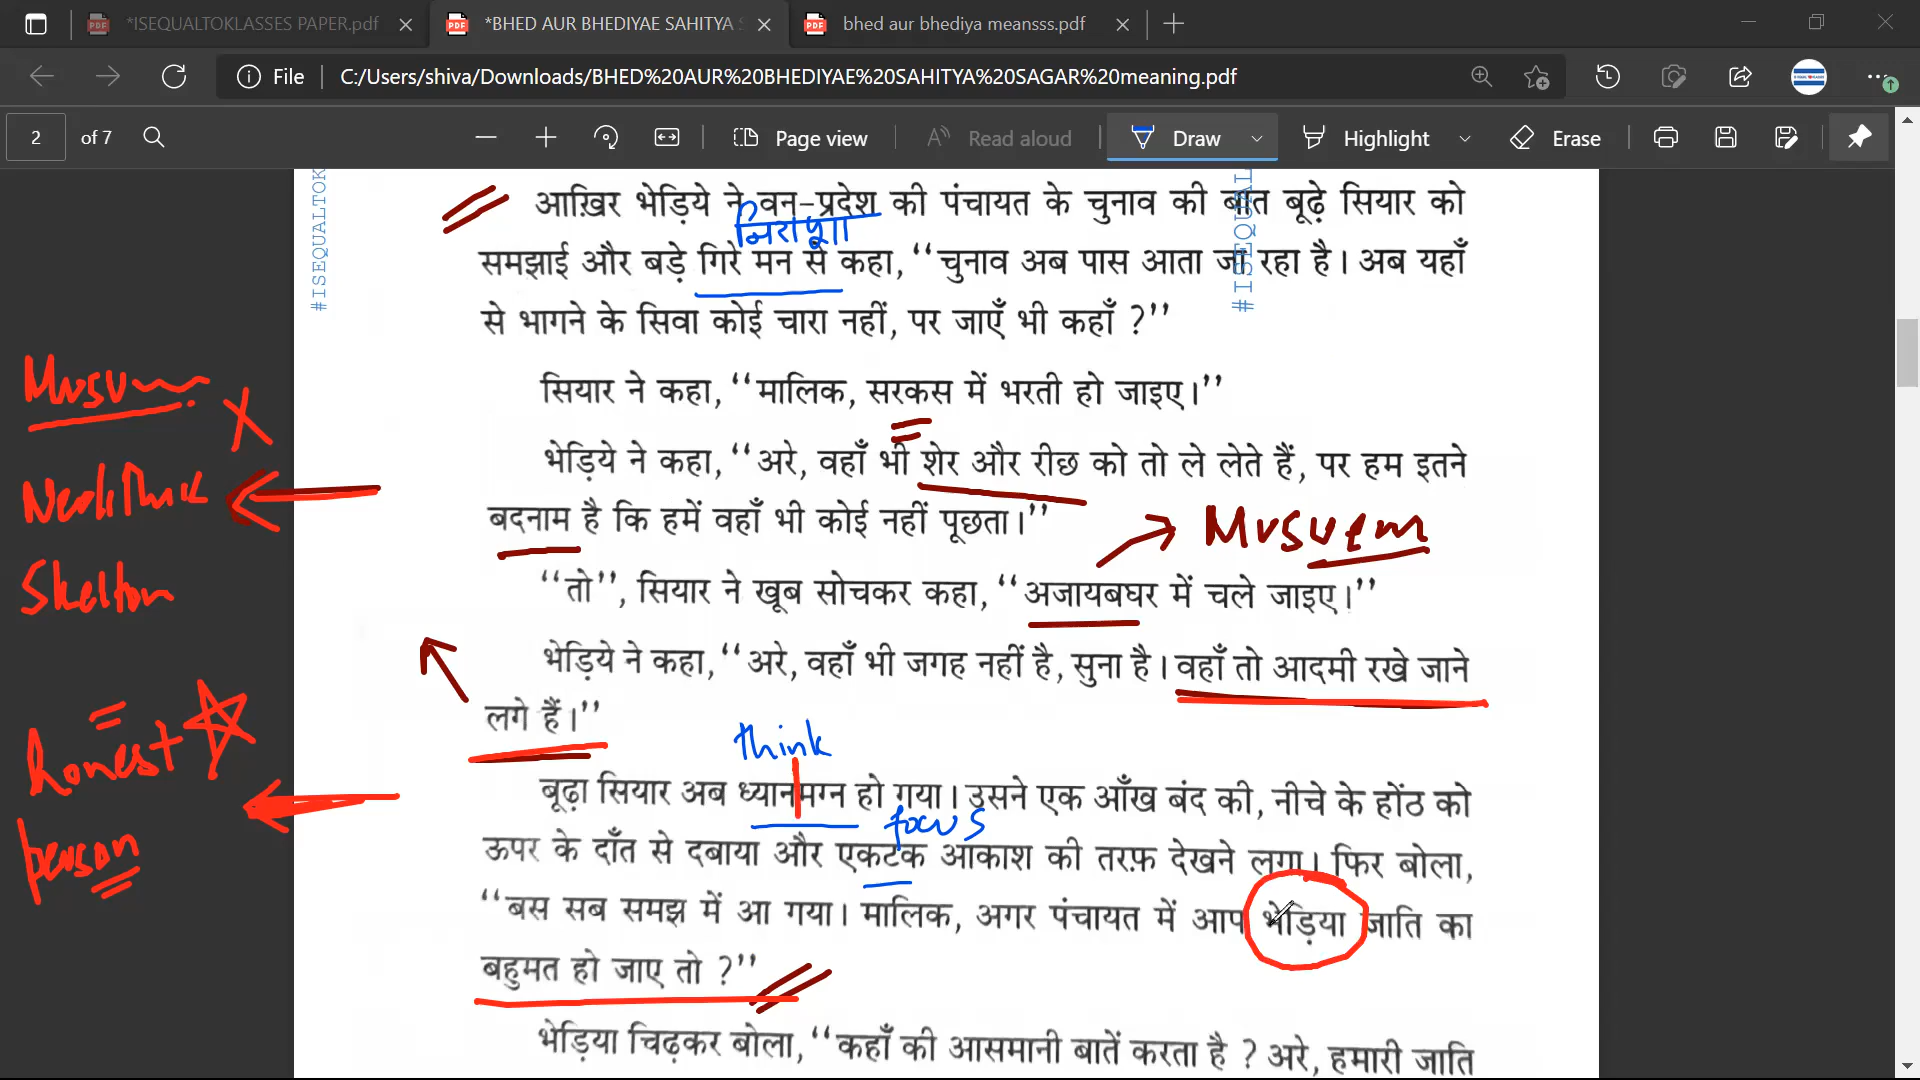 *ISEQUALTOKLASSES PAPER.pdf
*BHED AUR BHEDIYAE SAHITYA S
bhed aur bhediya meansss.pdf
File
C:/Users/shiva/Downloads/BHED%20AUR%20BHEDIYAE%20SAHITYA%20SAGAR%20meaning.pdf
2 of 7
Page view
Read aloud
Draw
Highlight
Erase
#ISEQUALTOK
#ISEQUAL
आख़िर भेड़िये ने वन-प्रदेश की पंचायत के चुनाव की बात बूढ़े सियार को
निराशा
समझाई और बड़े गिरे मन से कहा, ‘‘चुनाव अब पास आता जा रहा है। अब यहाँ
से भागने के सिवा कोई चारा नहीं, पर जाएँ भी कहाँ ?’’
सियार ने कहा, ‘‘मालिक, सरकस में भरती हो जाइए।’’
भेड़िये ने कहा, ‘‘अरे, वहाँ भी शेर और रीछ को तो ले लेते हैं, पर हम इतने
बदनाम है कि हमें वहाँ भी कोई नहीं पूछता।’’
Musuem
‘‘तो’’, सियार ने खूब सोचकर कहा, ‘‘अजायबघर में चले जाइए।’’
भेड़िये ने कहा, ‘‘अरे, वहाँ भी जगह नहीं है, सुना है। वहाँ तो आदमी रखे जाने
लगे हैं।’’
think
बूढ़ा सियार अब ध्यानमग्न हो गया। उसने एक आँख बंद की, नीचे के होंठ को
focus
ऊपर के दाँत से दबाया और एकटक आकाश की तरफ़ देखने लगा। फिर बोला,
‘‘बस सब समझ में आ गया। मालिक, अगर पंचायत में आप भेड़िया जाति का
बहुमत हो जाए तो ?’’
भेड़िया चिढ़कर बोला, ‘‘कहाँ की आसमानी बातें करता है ? अरे, हमारी जाति
Skelton
honest
person